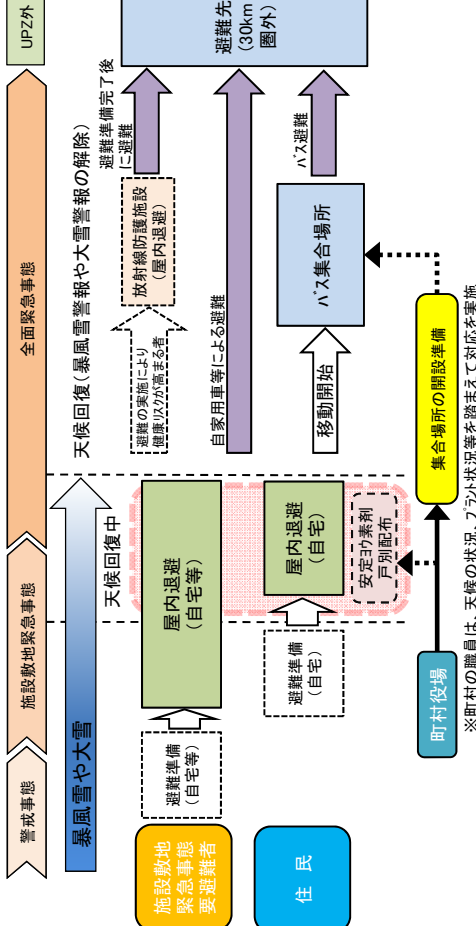 警戒事態
施設敷地緊急事態
全面緊急事態
UPZ外
暴風雪や大雪
天候回復中
天候回復(暴風雪警報や大雪警報の解除)
施設敷地
緊急事態
要避難者
避難準備
(自宅等)
屋内退避
(自宅等)
避難の実施により
健康リスクが高まる者
放射線防護施設
(屋内退避)
避難準備完了後
に避難
自家用車等による避難
避難先
(30km
圏外)
住 民
避難準備
(自宅)
屋内退避
(自宅)
安定ヨウ素剤
戸別配布
移動開始
バス集合場所
バス避難
町村役場
集合場所の開設準備
※町村の職員は、天候の状況、プラント状況等を踏まえて対応を実施